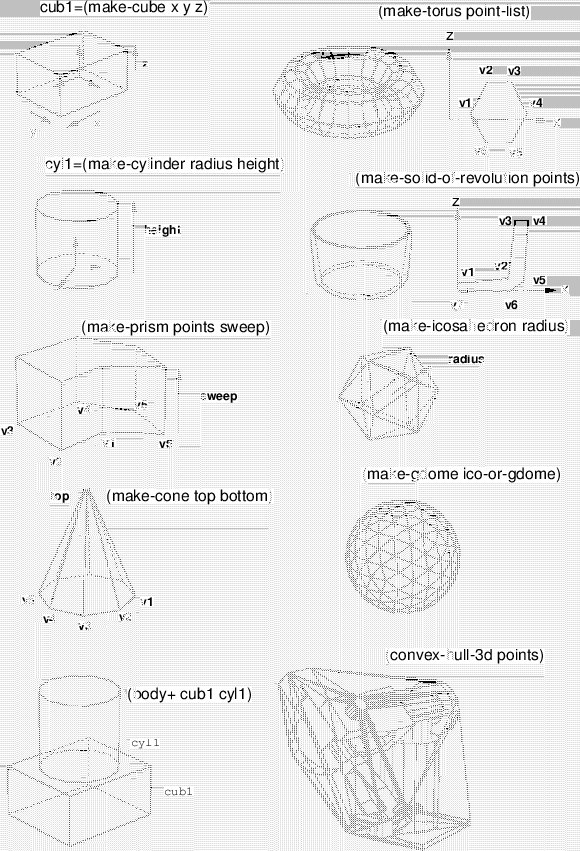 cub1=(make-cube x y z)
z
y
x
(make-torus point-list)
Z
v2 v3
v1 v4
v6 v5
cyl1=(make-cylinder radius height)
height
(make-solid-of-revolution points)
Z
v3 v4
v1 v2
v5
v6
(make-prism points sweep)
sweep
v3
v2
v5
(make-icosahedron radius)
radius
(make-gdome ico-or-gdome)
top
(make-cone top bottom)
v5 v4 v3 v2 v1
(convex-hull-3d points)
(body+ cub1 cyl1)
cyl1
cub1